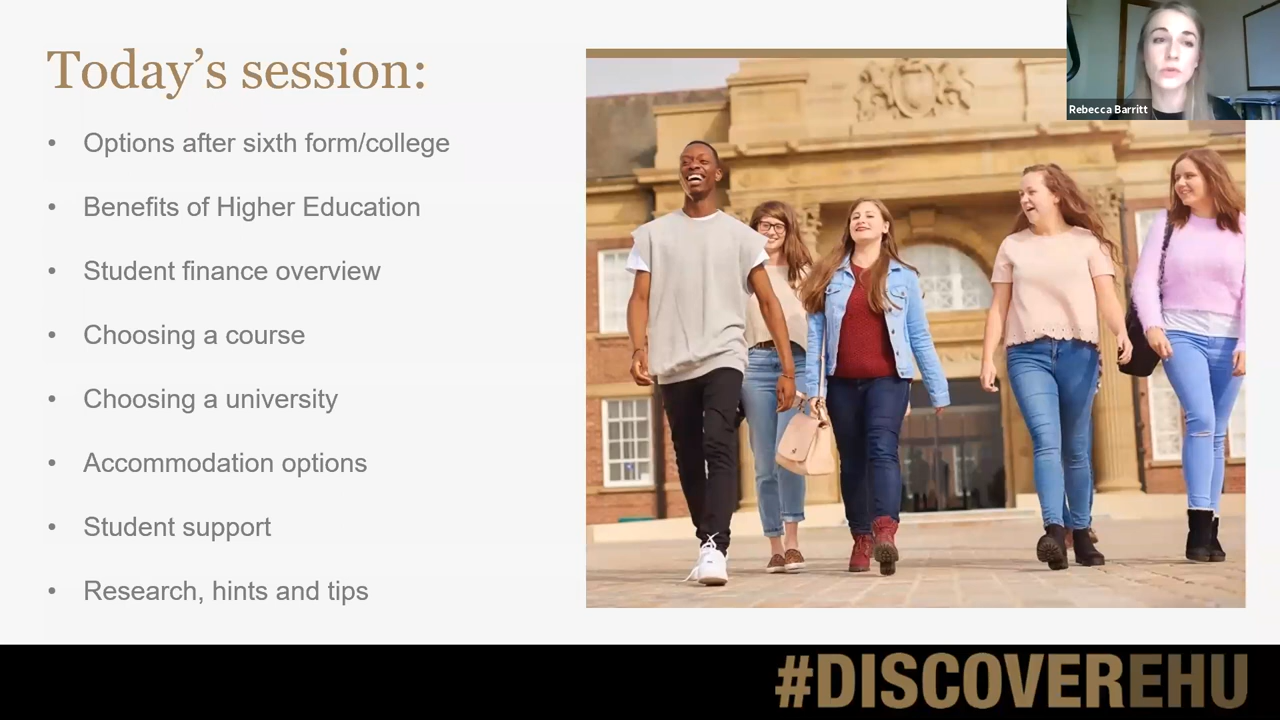 Today’s session:
• Options after sixth form/college
• Benefits of Higher Education
• Student finance overview
• Choosing a course
• Choosing a university
• Accommodation options
• Student support
• Research, hints and tips
Rebecca Barritt
#DISCOVEREHU